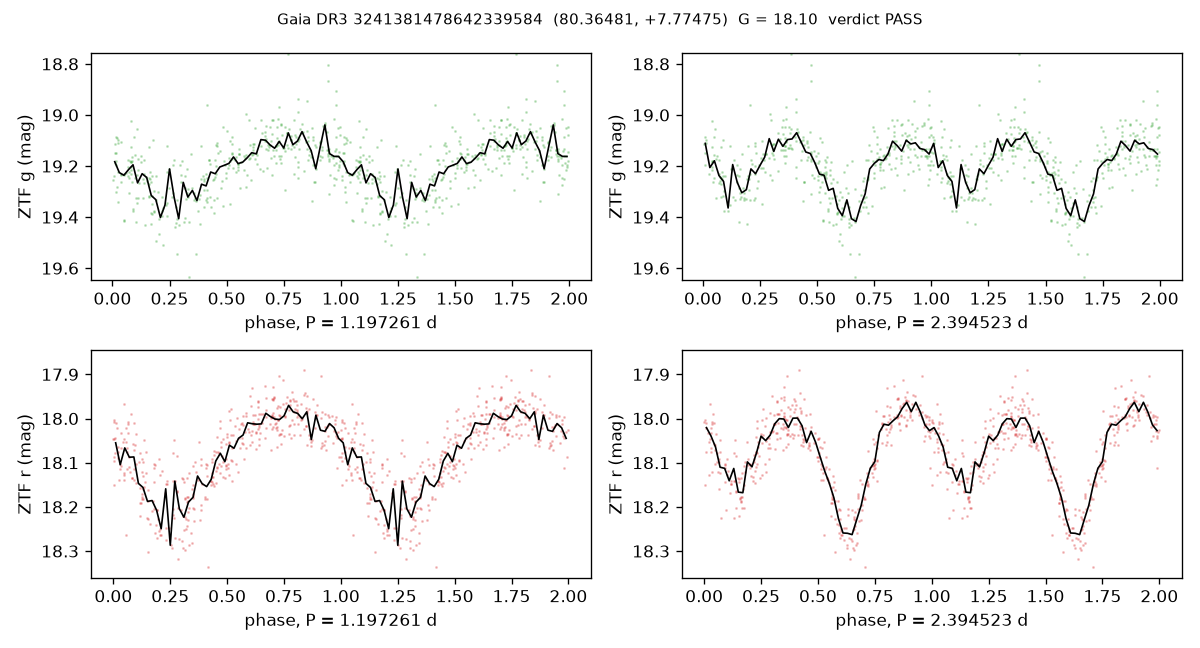 Gaia DR3 3241381478642339584 (80.36481, +7.77475) G = 18.10 verdict PASS
ZTF g (mag)
18.8
19.0
19.2
19.4
19.6
0.00 0.25 0.50 0.75 1.00 1.25 1.50 1.75 2.00
phase, P = 1.197261 d
ZTF g (mag)
18.8
19.0
19.2
19.4
19.6
0.00 0.25 0.50 0.75 1.00 1.25 1.50 1.75 2.00
phase, P = 2.394523 d
ZTF r (mag)
17.9
18.0
18.1
18.2
18.3
0.00 0.25 0.50 0.75 1.00 1.25 1.50 1.75 2.00
phase, P = 1.197261 d
ZTF r (mag)
17.9
18.0
18.1
18.2
18.3
0.00 0.25 0.50 0.75 1.00 1.25 1.50 1.75 2.00
phase, P = 2.394523 d